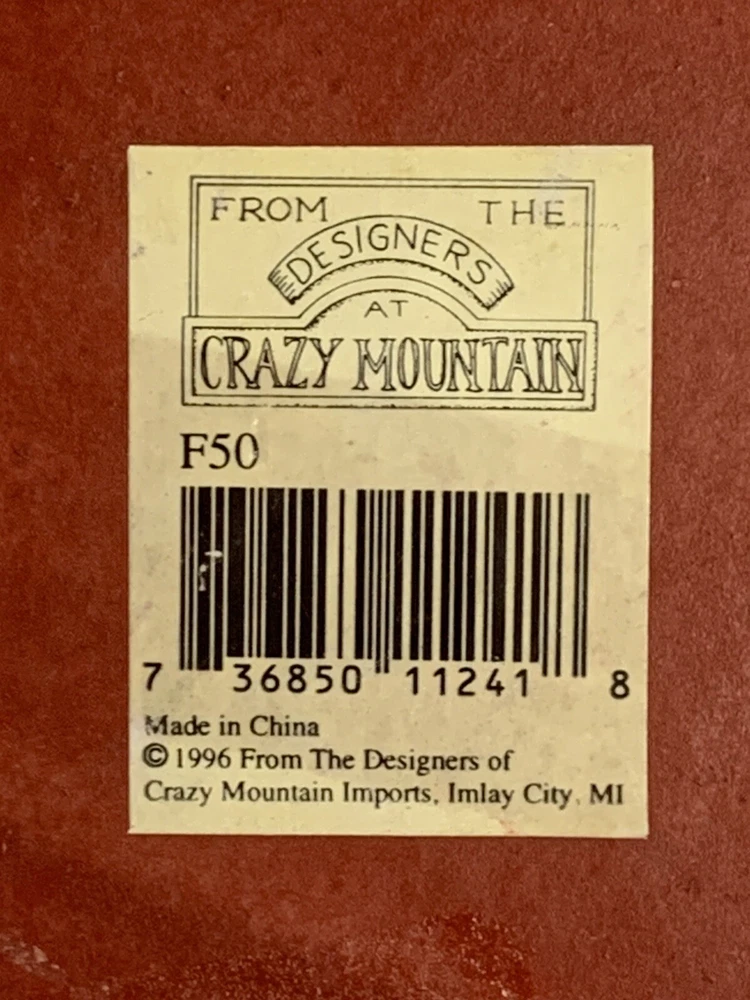 FROM THE
DESIGNERS
AT
CRAZY MOUNTAIN
F50
7 36850 11241 8
Made in China
© 1996 From The Designers of
Crazy Mountain Imports, Imlay City, MI